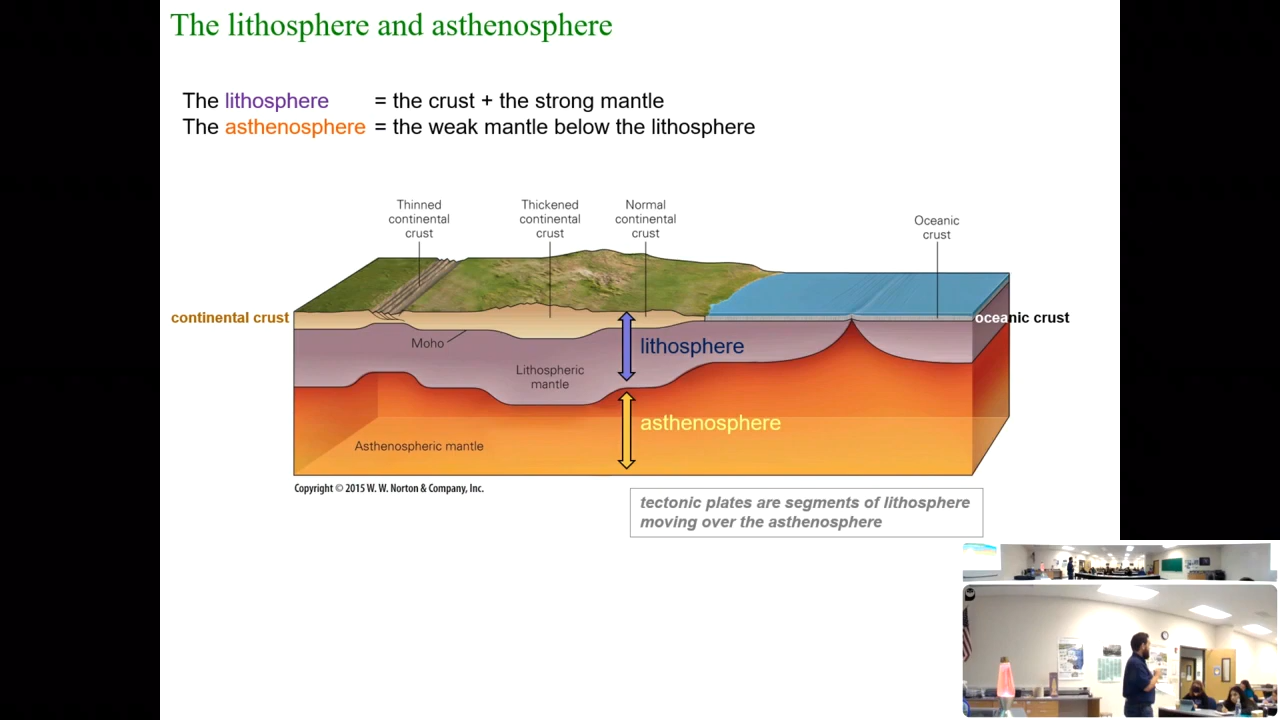 The lithosphere and asthenosphere
The lithosphere = the crust + the strong mantle
The asthenosphere = the weak mantle below the lithosphere
Thinned
continental
crust
Thickened
continental
crust
Normal
continental
crust
Oceanic
crust
continental crust
oceanic crust
Moho
lithosphere
Lithospheric
mantle
asthenosphere
Asthenospheric mantle
Copyright © 2015 W. W. Norton & Company, Inc.
tectonic plates are segments of lithosphere
moving over the asthenosphere